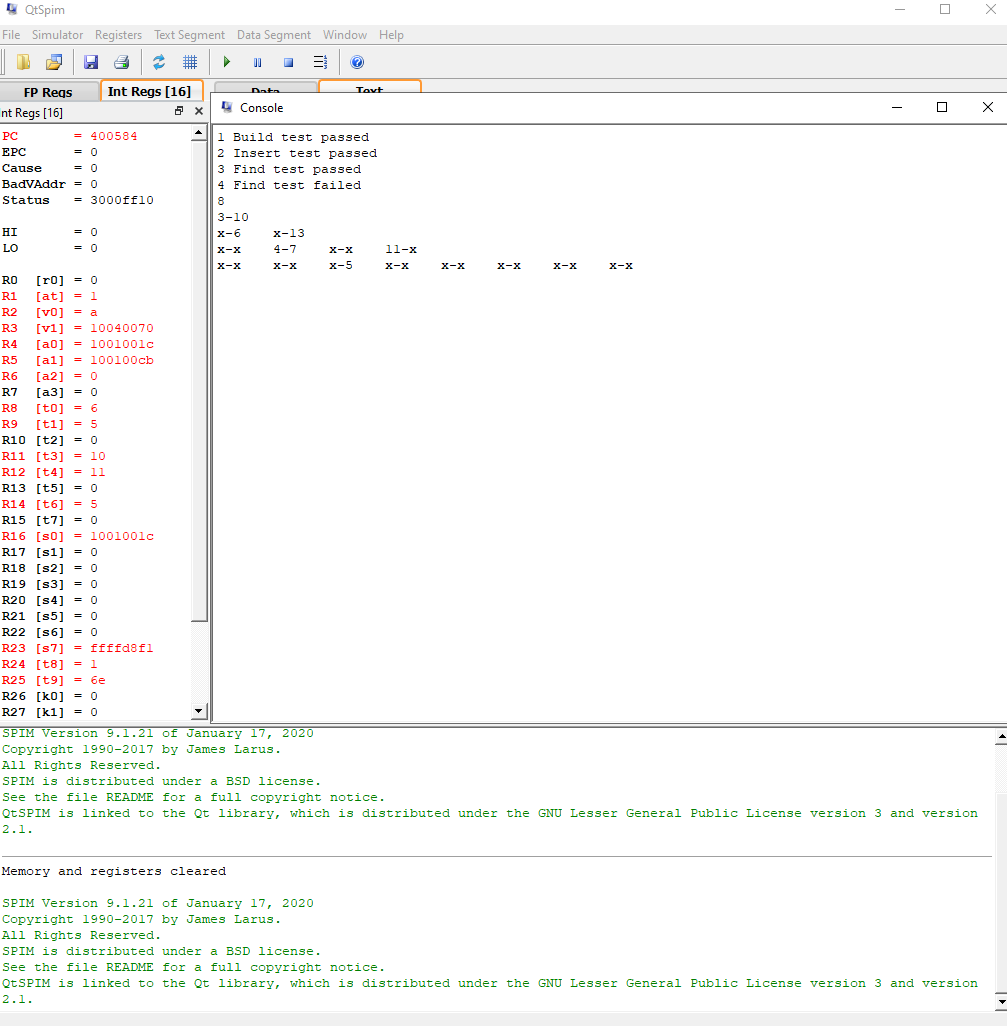 QtSpim
File Simulator Registers Text Segment Data Segment Window Help
FP Regs Int Regs [16] Data Text
Int Regs [16]
PC = 400584
EPC = 0
Cause = 0
BadVAddr = 0
Status = 3000ff10
HI = 0
LO = 0
R0 [r0] = 0
R1 [at] = 1
R2 [v0] = a
R3 [v1] = 10040070
R4 [a0] = 1001001c
R5 [a1] = 100100cb
R6 [a2] = 0
R7 [a3] = 0
R8 [t0] = 6
R9 [t1] = 5
R10 [t2] = 0
R11 [t3] = 10
R12 [t4] = 11
R13 [t5] = 0
R14 [t6] = 5
R15 [t7] = 0
R16 [s0] = 1001001c
R17 [s1] = 0
R18 [s2] = 0
R19 [s3] = 0
R20 [s4] = 0
R21 [s5] = 0
R22 [s6] = 0
R23 [s7] = ffffd8f1
R24 [t8] = 1
R25 [t9] = 6e
R26 [k0] = 0
R27 [k1] = 0
Console
1 Build test passed
2 Insert test passed
3 Find test passed
4 Find test failed
8
3-10
x-6 x-13
x-x 4-7 x-x 11-x
x-x x-x x-5 x-x x-x x-x x-x x-x
SPIM Version 9.1.21 of January 17, 2020
Copyright 1990-2017 by James Larus.
All Rights Reserved.
SPIM is distributed under a BSD license.
See the file README for a full copyright notice.
QtSPIM is linked to the Qt library, which is distributed under the GNU Lesser General Public License version 3 and version
2.1.
Memory and registers cleared
SPIM Version 9.1.21 of January 17, 2020
Copyright 1990-2017 by James Larus.
All Rights Reserved.
SPIM is distributed under a BSD license.
See the file README for a full copyright notice.
QtSPIM is linked to the Qt library, which is distributed under the GNU Lesser General Public License version 3 and version
2.1.